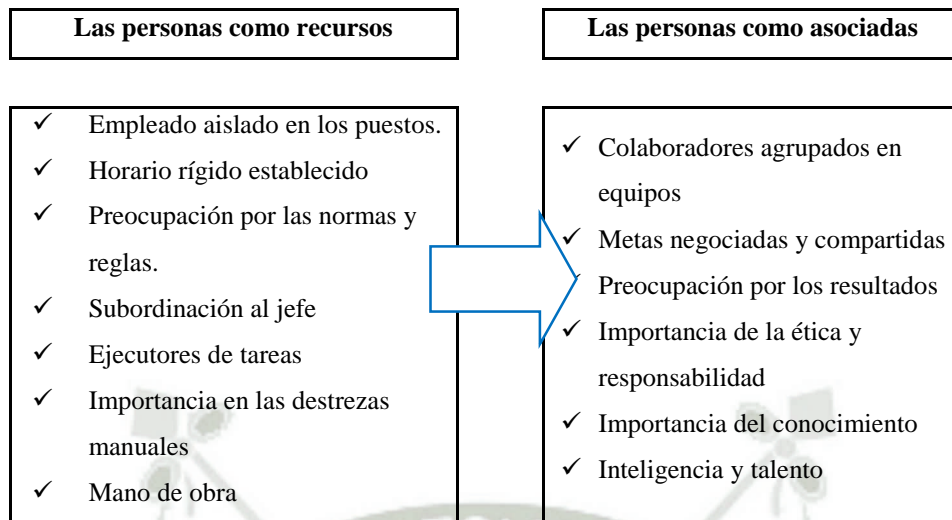 Las personas como recursos
✓ Empleado aislado en los puestos.
✓ Horario rígido establecido
✓ Preocupación por las normas y
reglas.
✓ Subordinación al jefe
✓ Ejecutores de tareas
✓ Importancia en las destrezas
manuales
✓ Mano de obra
Las personas como asociadas
✓ Colaboradores agrupados en
equipos
✓ Metas negociadas y compartidas
✓ Preocupación por los resultados
✓ Importancia de la ética y
responsabilidad
✓ Importancia del conocimiento
✓ Inteligencia y talento